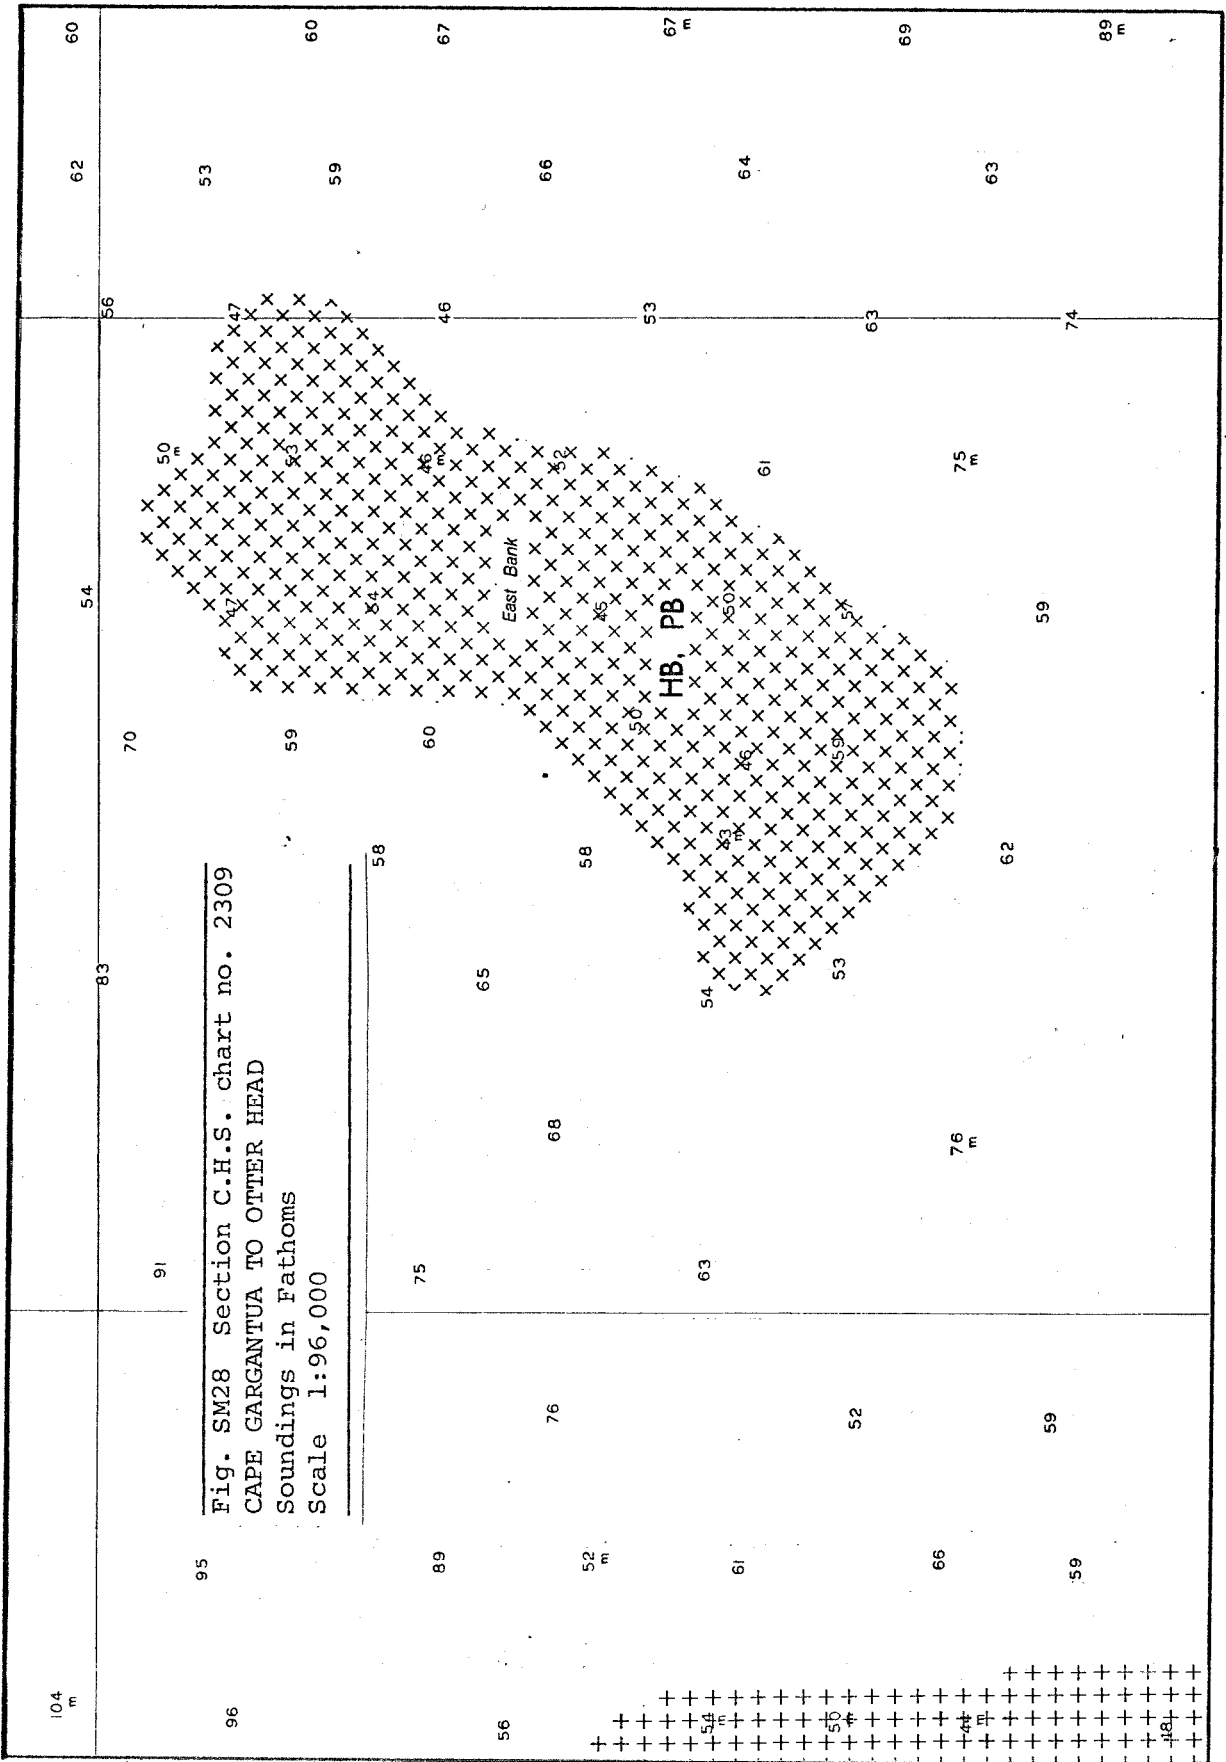 104 m
62 60
54
83 56
70
91 50 m
95 53
96 47 47
Fig. SM28 Section C.H.S. chart no. 2309
CAPE GARGANTUA TO OTTER HEAD
Soundings in Fathoms
Scale 1:96,000
59 53 60
59
58
75 60 46 m
89 46 67
65
56
East Bank
76 68 52 66
52 m 58 45
50 53
HB, PB 67 m
54 m 63 54
43 m 50
61 46 61 64
50 m 53 59 57
52 63
69
66 76 m 75 m
44 m 63
62
59 59
59 74
89 m
18